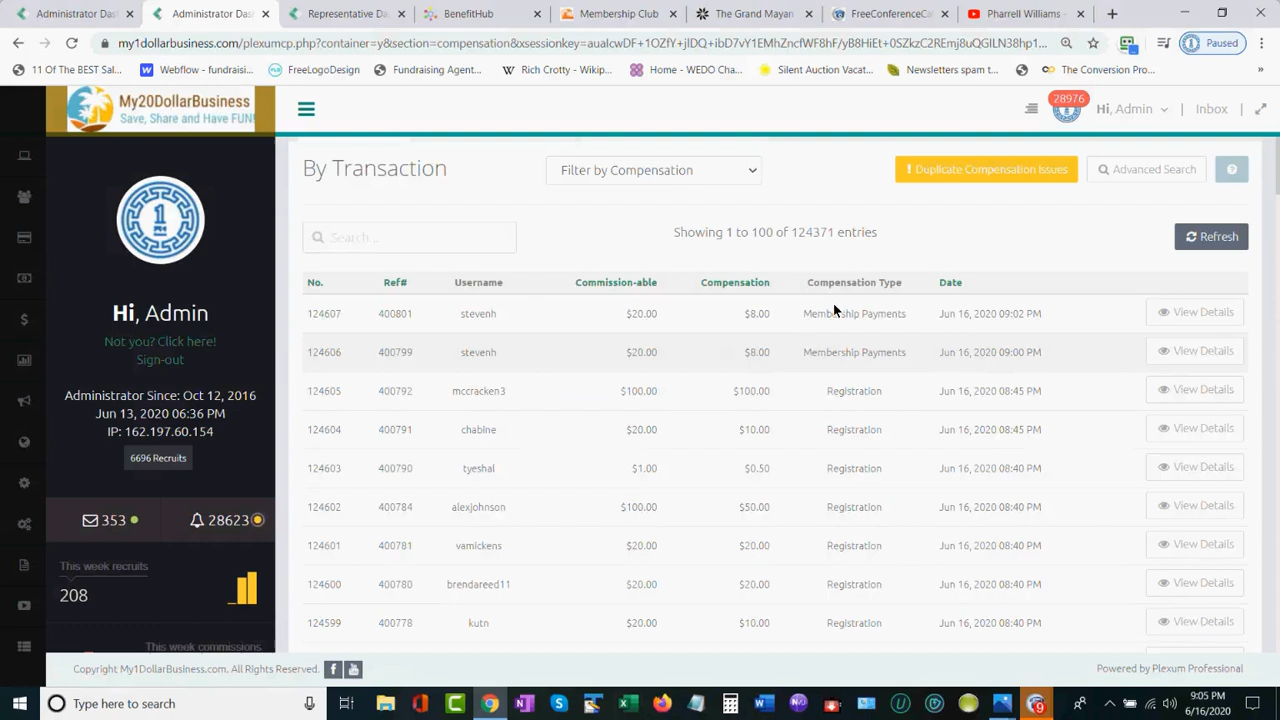 Administrator Das
Administrator Das
Representative Da
BenefitHub
Membership Club
The Grand Mayan
FreeConferenceCa
Pharrell Williams -
my1dollarbusiness.com/plexumcp.php?container=y&section=compensation&xsessionkey=
Paused
11 Of The BEST Sal...
Webflow - fundraisi...
FreeLogoDesign
Fundraising Agent...
Rich Crotty - Wikip...
Home - WEDO Cha...
Silent Auction Vacat...
Newsletters spam t...
The Conversion Pro...
My20DollarBusiness
Save, Share and Have FUN!
28976
Hi, Admin
Inbox
By Transaction
Filter by Compensation
! Duplicate Compensation Issues
Advanced Search
Search...
Showing 1 to 100 of 124371 entries
Refresh
No. Ref# Username Commission-able Compensation Compensation Type Date
124607 400801 stevenh $20.00 $8.00 Membership Payments Jun 16, 2020 09:02 PM View Details
124606 400799 stevenh $20.00 $8.00 Membership Payments Jun 16, 2020 09:00 PM View Details
124605 400792 mccracken3 $100.00 $100.00 Registration Jun 16, 2020 08:45 PM View Details
124604 400791 chabine $20.00 $10.00 Registration Jun 16, 2020 08:45 PM View Details
124603 400790 tyeshal $1.00 $0.50 Registration Jun 16, 2020 08:40 PM View Details
124602 400784 alexjohnson $100.00 $50.00 Registration Jun 16, 2020 08:40 PM View Details
124601 400781 vamickens $20.00 $20.00 Registration Jun 16, 2020 08:40 PM View Details
124600 400780 brendareed11 $20.00 $20.00 Registration Jun 16, 2020 08:40 PM View Details
124599 400778 kutn $20.00 $10.00 Registration Jun 16, 2020 08:40 PM View Details
Hi, Admin
Not you? Click here!
Sign-out
Administrator Since: Oct 12, 2016
Jun 13, 2020 06:36 PM
IP: 162.197.60.154
6696 Recruits
353
28623
This week recruits
208
This week commissions
Copyright My1DollarBusiness.com. All Rights Reserved.
Powered by Plexum Professional
Type here to search
9:05 PM
6/16/2020